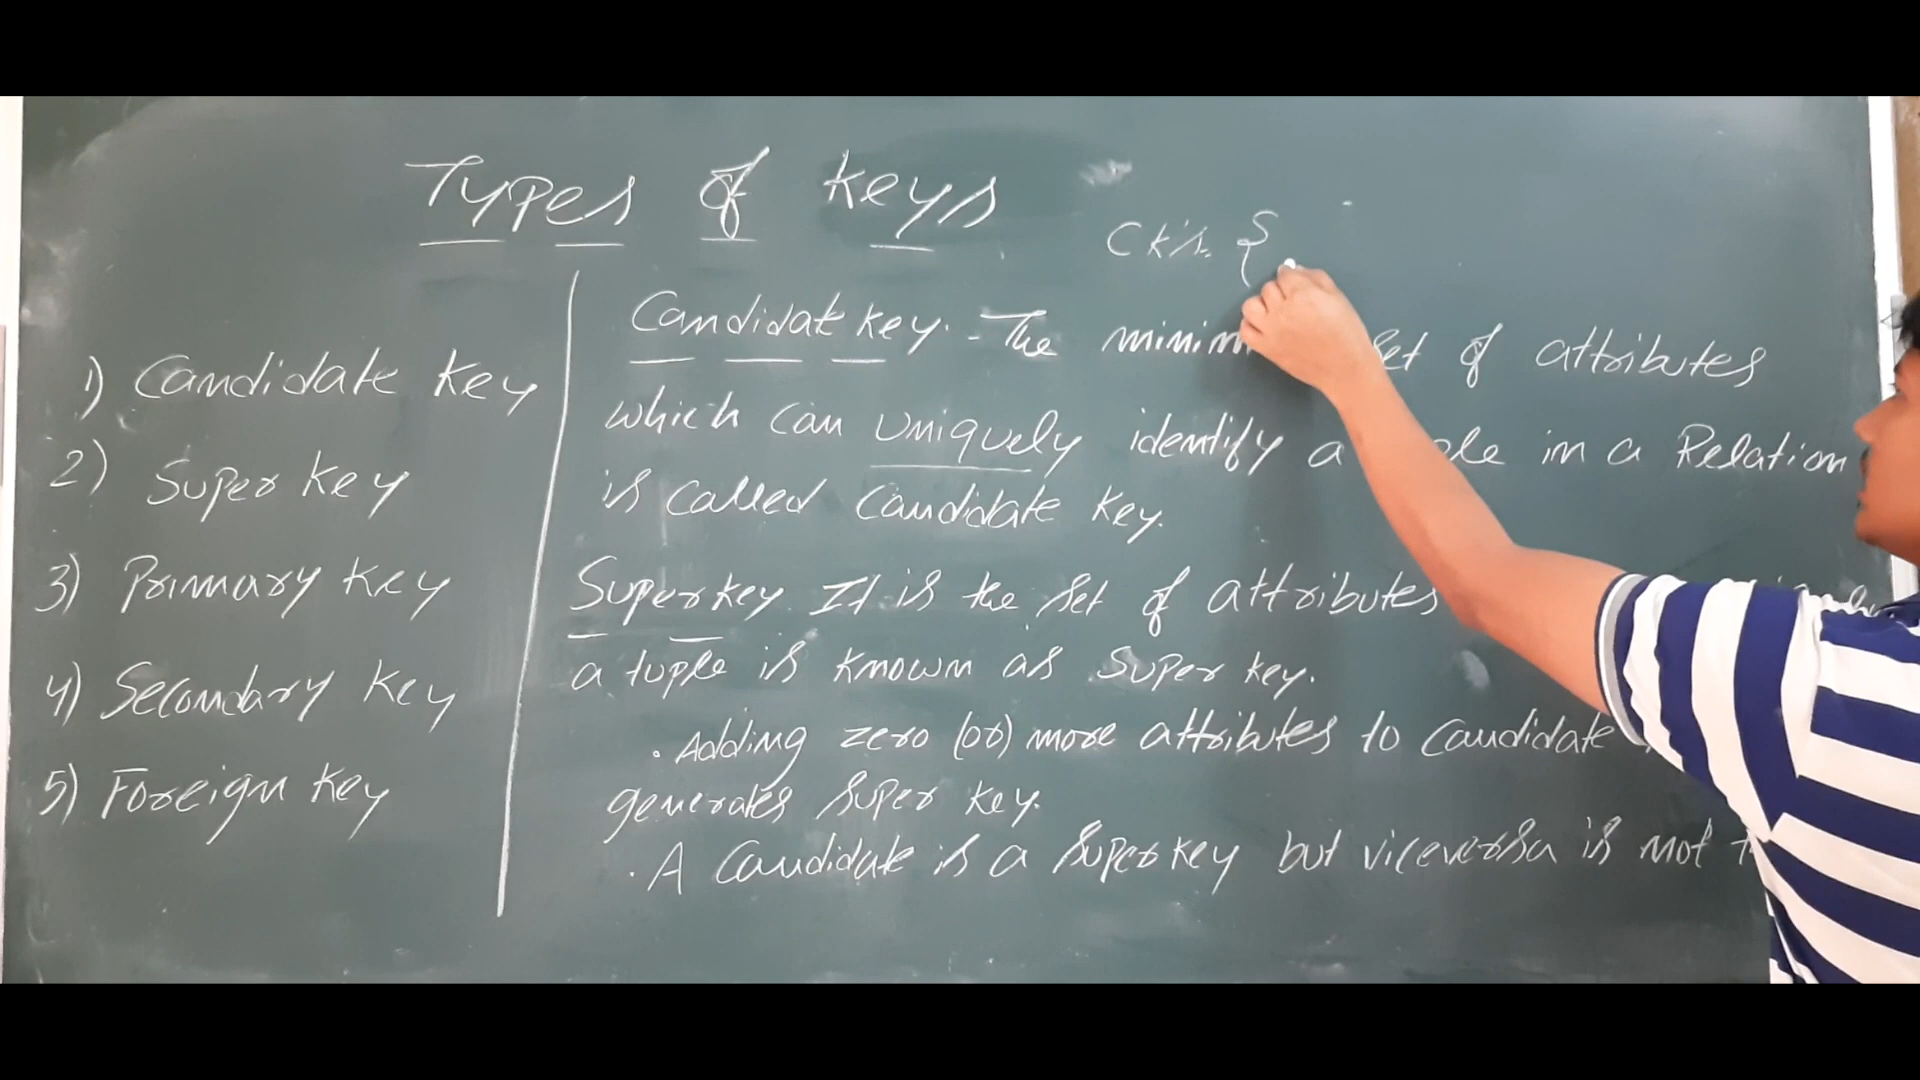 Types of keys
Ck's. {
1) Candidate key
2) Super key
3) Primary key
4) Secondary key
5) Foreign key
Candidate key. - The set of attributes
which can uniquely identify a in a Relation
is called Candidate key.
Super key It is the set of attributes
a tuple is known as super key.
. Adding zero (or) more attributes to Candidate
generates super key.
. A Candidate is a super key but viceversa is not